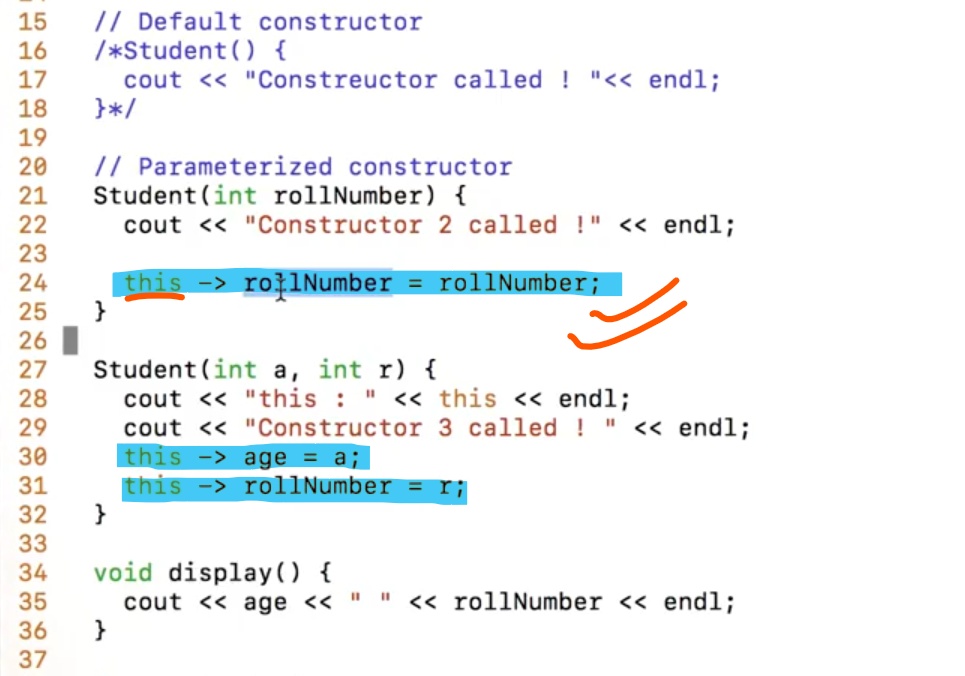 15 // Default constructor
16 /*Student() {
17 cout << "Constreuctor called ! "<< endl;
18 }*/
19
20 // Parameterized constructor
21 Student(int rollNumber) {
22 cout << "Constructor 2 called !" << endl;
23
24 this -> rollNumber = rollNumber;
25 }
26
27 Student(int a, int r) {
28 cout << "this : " << this << endl;
29 cout << "Constructor 3 called ! " << endl;
30 this -> age = a;
31 this -> rollNumber = r;
32 }
33
34 void display() {
35 cout << age << " " << rollNumber << endl;
36 }
37